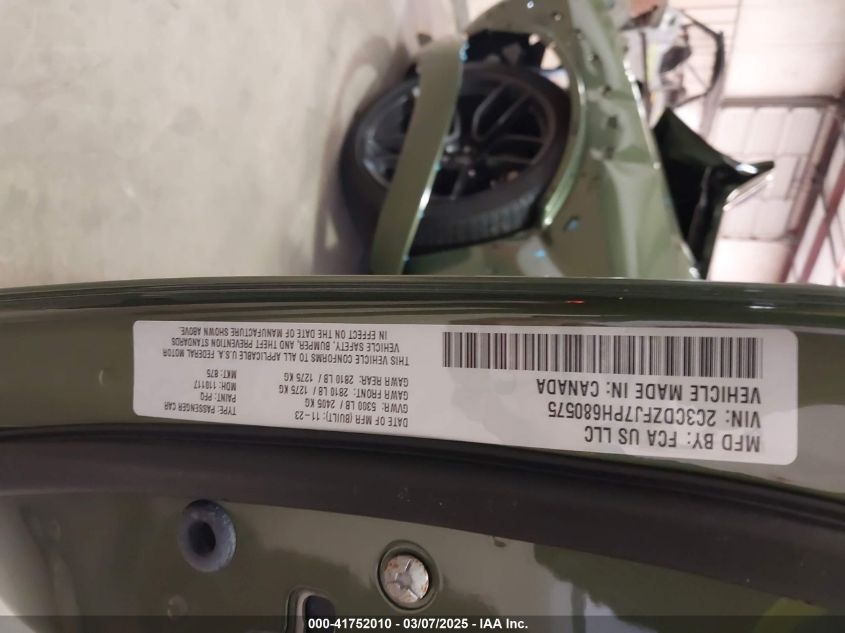 MFD BY: FCA US LLC
VIN: 2C3CDZFJ7PH680575
VEHICLE MADE IN: CANADA
DATE OF MFR (BUILT): 11-23
GVWR: 5300 LB / 2405 KG
GAWR FRONT: 2810 LB / 1275 KG
GAWR REAR: 2810 LB / 1275 KG
TYPE: PASSENGER CAR
PAINT: PFQ
MDH: 110117
MKT: 875
THIS VEHICLE CONFORMS TO ALL APPLICABLE U.S.A. FEDERAL MOTOR
VEHICLE SAFETY, BUMPER, AND THEFT PREVENTION STANDARDS
IN EFFECT ON THE DATE OF MANUFACTURE SHOWN ABOVE.
000-41752010 - 03/07/2025 - IAA Inc.